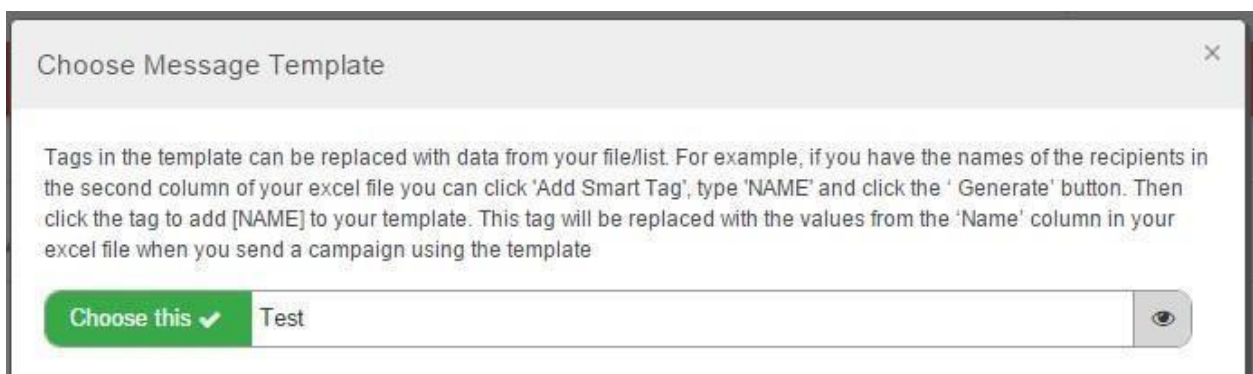 Choose Message Template
Tags in the template can be replaced with data from your file/list. For example, if you have the names of the recipients in
the second column of your excel file you can click 'Add Smart Tag', type 'NAME' and click the ‘ Generate’ button. Then
click the tag to add [NAME] to your template. This tag will be replaced with the values from the ‘Name’ column in your
excel file when you send a campaign using the template
Choose this Test